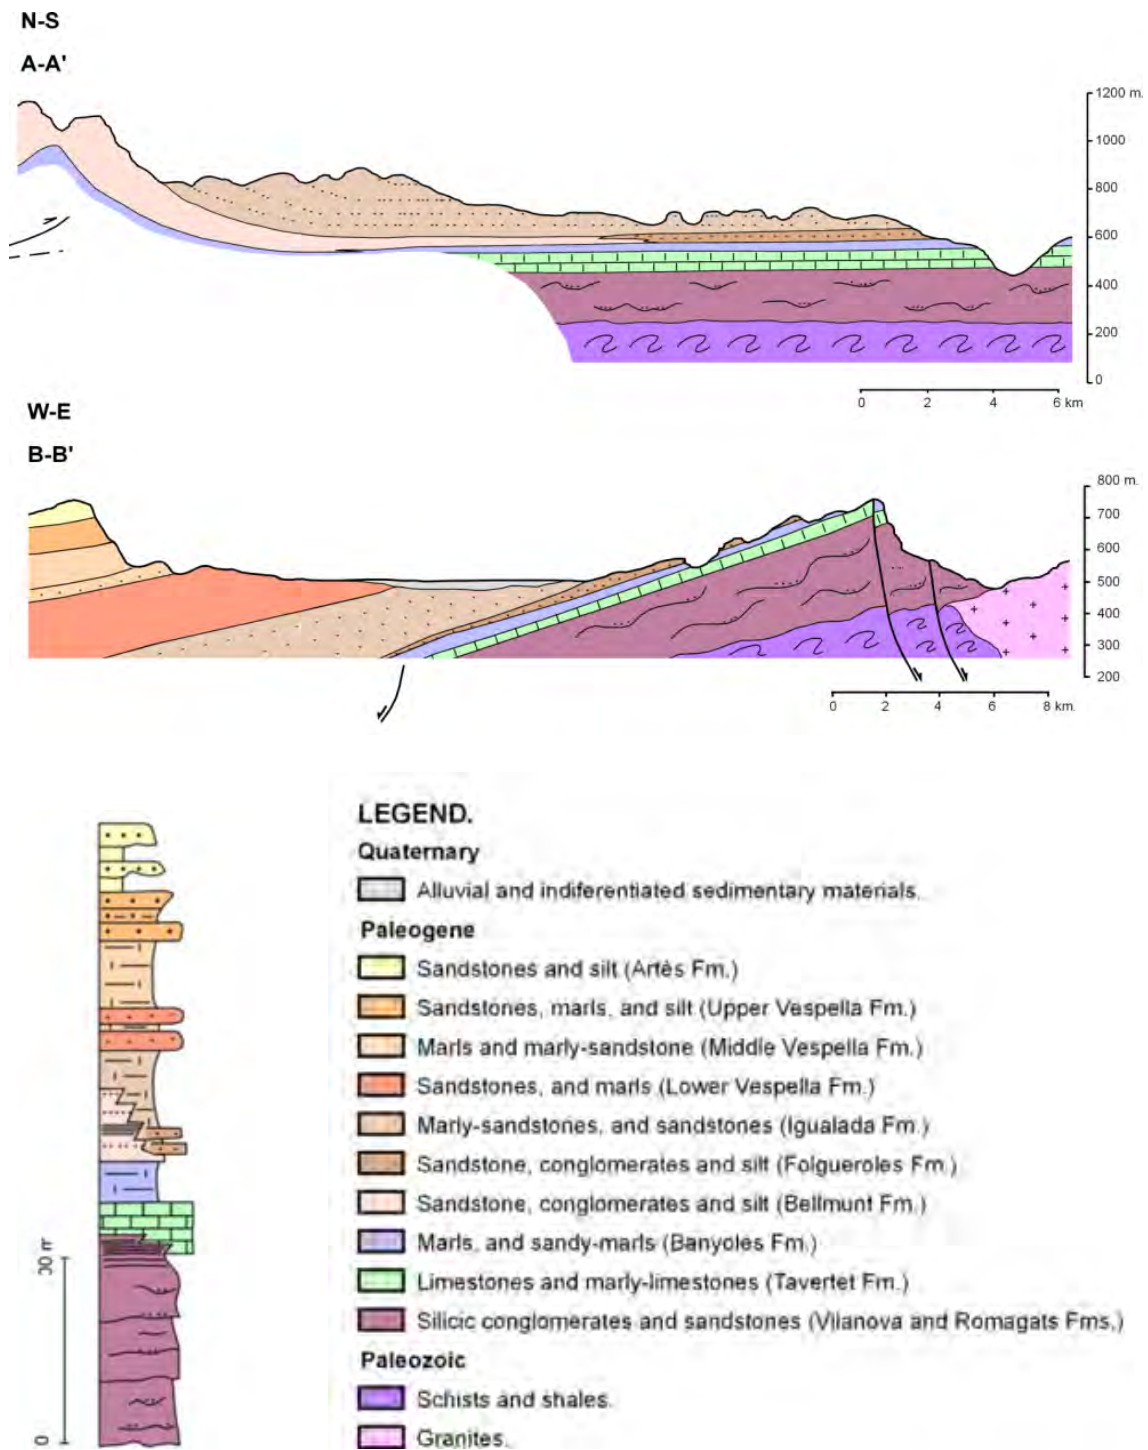 N-S
A-A'
1200 m.
1000
800
600
400
200
0
0 2 4 6 km
W-E
B-B'
800 m.
700
600
500
400
300
200
0 2 4 6 8 km.
LEGEND.
Quaternary
Alluvial and indiferentiated sedimentary materials.
Paleogene
Sandstones and silt (Artès Fm.)
Sandstones, marls, and silt (Upper Vespella Fm.)
Marls and marly-sandstone (Middle Vespella Fm.)
Sandstones, and marls (Lower Vespella Fm.)
Marly-sandstones, and sandstones (Igualada Fm.)
Sandstone, conglomerates and silt (Folgueroles Fm.)
Sandstone, conglomerates and silt (Bellmunt Fm.)
Marls, and sandy-marls (Banyoles Fm.)
Limestones and marly-limestones (Tavertet Fm.)
Silicic conglomerates and sandstones (Vilanova and Romagats Fms.)
Paleozoic
Schists and shales.
Granites.
0